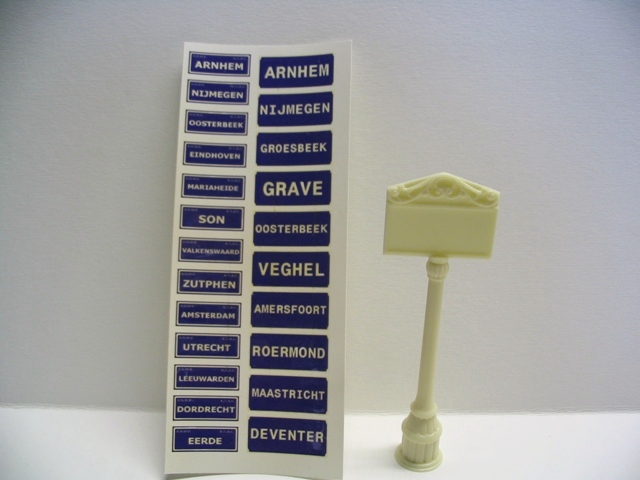 ARNHEM
NIJMEGEN
OOSTERBEEK
EINDHOVEN
MARIAHEIDE
SON
VALKENSWAARD
ZUTPHEN
AMSTERDAM
UTRECHT
LEEUWARDEN
DORDRECHT
EERDE
ARNHEM
NIJMEGEN
GROESBEEK
GRAVE
OOSTERBEEK
VEGHEL
AMERSFOORT
ROERMOND
MAASTRICHT
DEVENTER